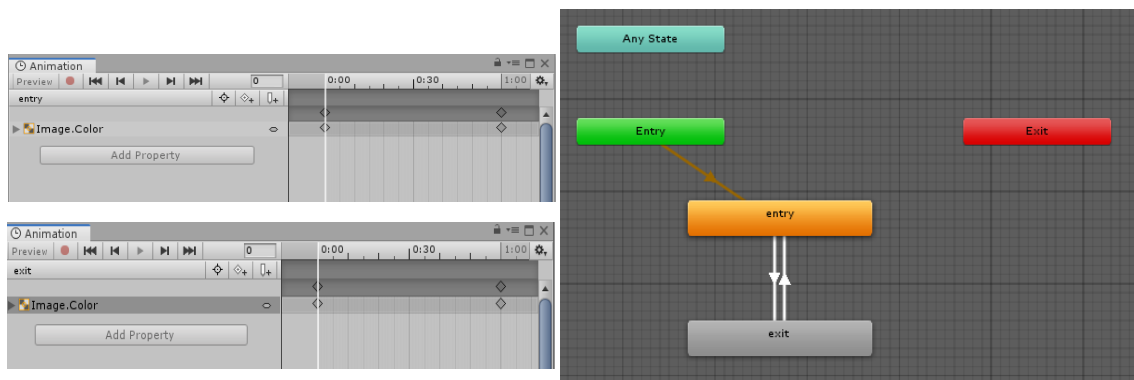 Animation
Preview 0 0:00 0:30 1:00
entry
Image.Color
Add Property
Animation
Preview 0 0:00 0:30 1:00
exit
Image.Color
Add Property
Any State
Entry
Exit
entry
exit